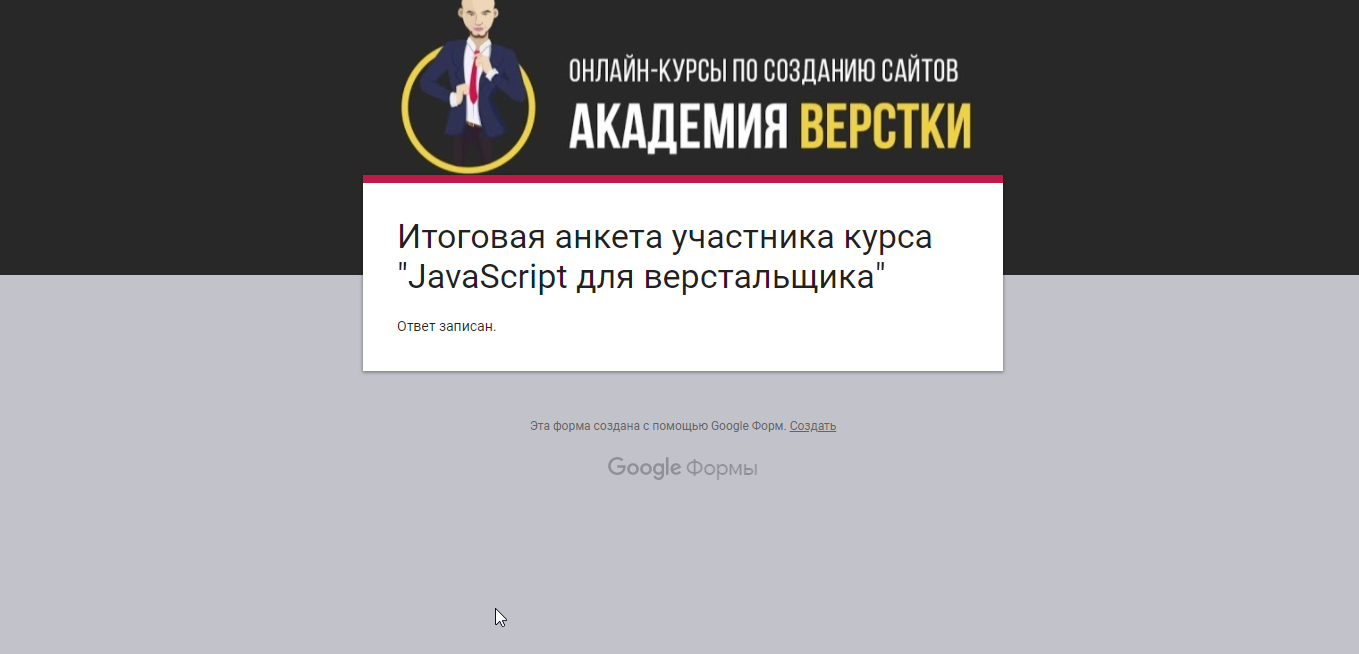 ОНЛАЙН-КУРСЫ ПО СОЗДАНИЮ САЙТОВ
АКАДЕМИЯ ВЕРСТКИ
Итоговая анкета участника курса
"JavaScript для верстальщика"
Ответ записан.
Эта форма создана с помощью Google Форм. Создать
Google Формы